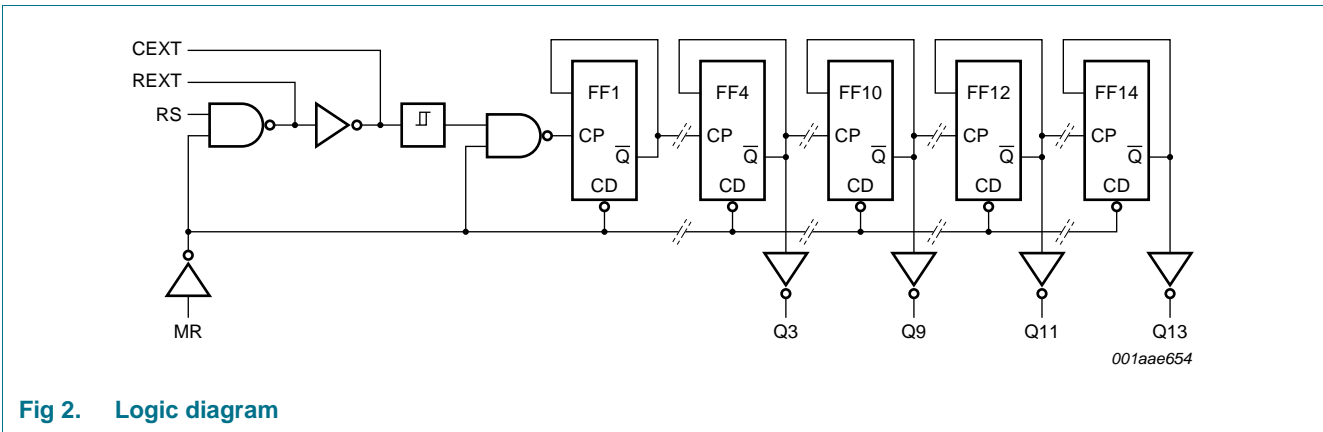 CEXT
REXT
RS
FF1
FF4
FF10
FF12
FF14
CP
CP
CP
CP
CP
Q
Q
Q
Q
Q
CD
CD
CD
CD
CD
MR
Q3
Q9
Q11
Q13
001aae654
Fig 2. Logic diagram